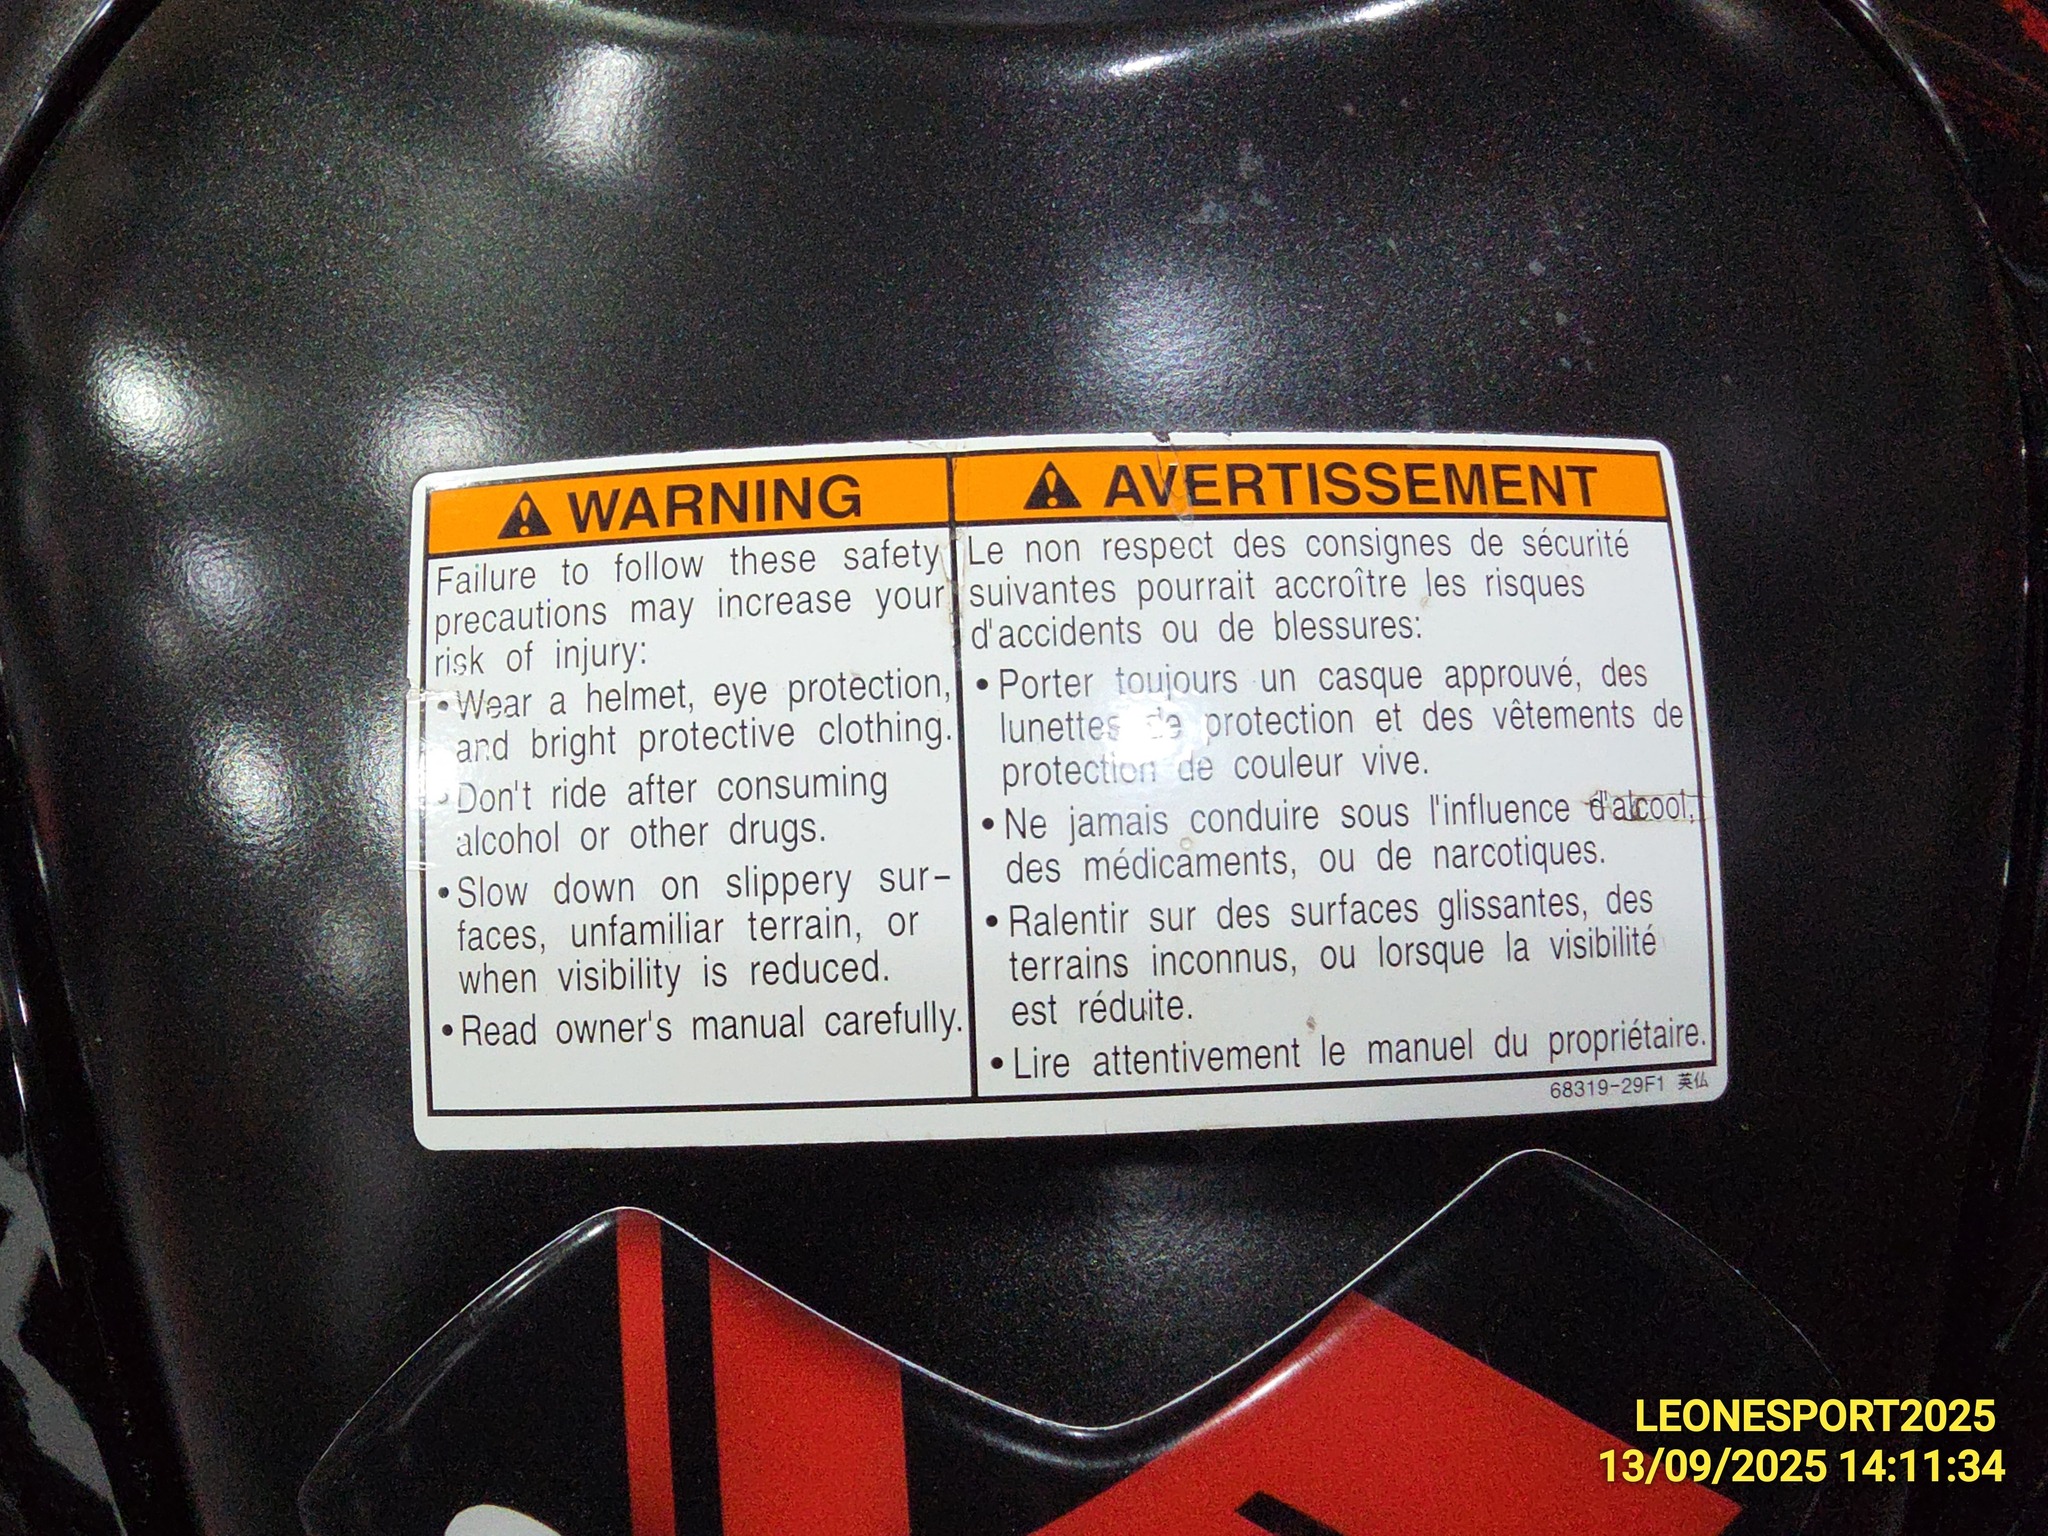 WARNING
Failure to follow these safety
precautions may increase your
risk of injury:
•Wear a helmet, eye protection,
and bright protective clothing.
•Don't ride after consuming
alcohol or other drugs.
•Slow down on slippery sur-
faces, unfamiliar terrain, or
when visibility is reduced.
•Read owner's manual carefully.
AVERTISSEMENT
Le non respect des consignes de sécurité
suivantes pourrait accroître les risques
d'accidents ou de blessures:
•Porter toujours un casque approuvé, des
lunettes de protection et des vêtements de
protection de couleur vive.
•Ne jamais conduire sous l'influence d'alcool,
des médicaments, ou de narcotiques.
•Ralentir sur des surfaces glissantes, des
terrains inconnus, ou lorsque la visibilité
est réduite.
•Lire attentivement le manuel du propriétaire.
68319-29F1 英仏
LEONESPORT2025
13/09/2025 14:11:34